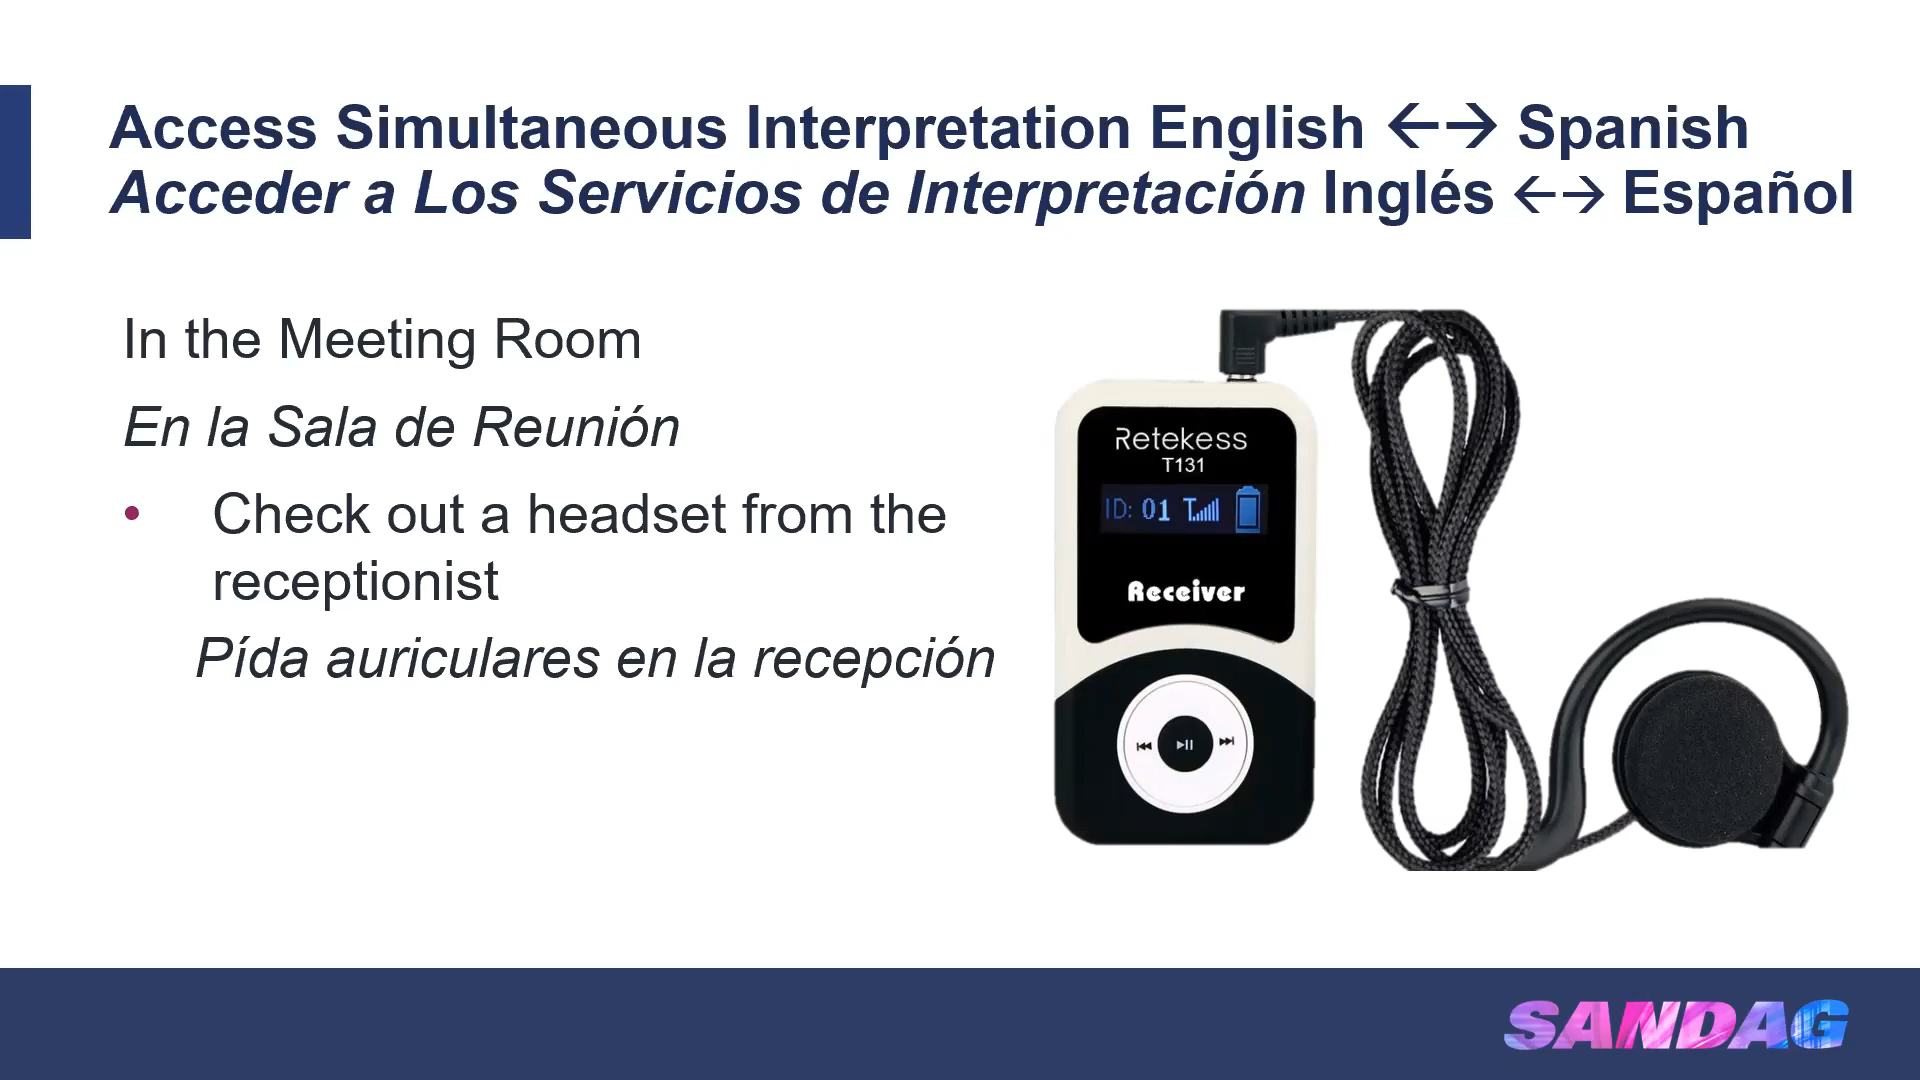 Access Simultaneous Interpretation English ←→ Spanish
Acceder a Los Servicios de Interpretación Inglés ←→ Español
In the Meeting Room
En la Sala de Reunión
• Check out a headset from the
receptionist
Pída auriculares en la recepción
Retekess
T131
ID: 01
Receiver
SANDAG